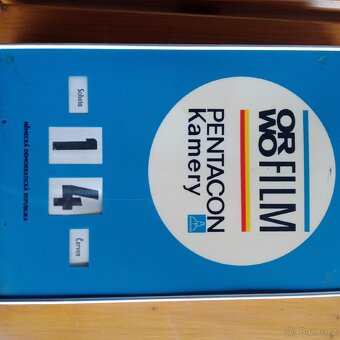 ORWO FILM
PENTACON
kamery
Sobota
14
Červen
NĚMECKÁ DEMOKRATICKÁ REPUBLIKA